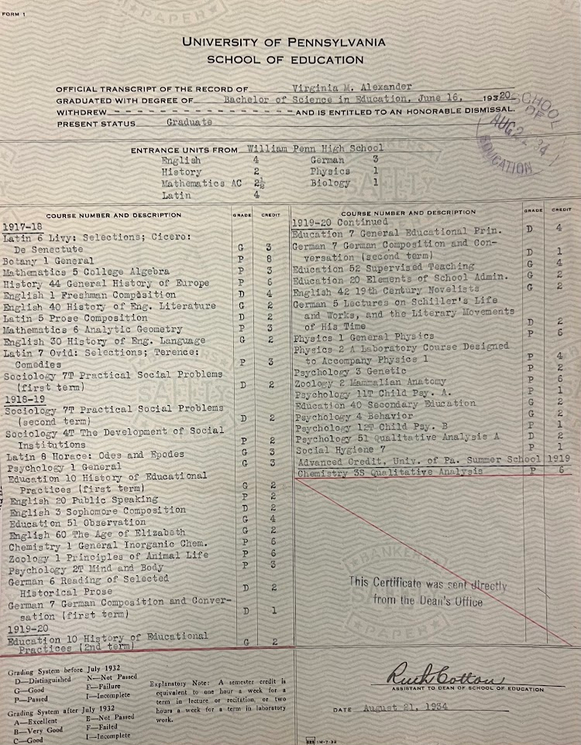 FORM 1
UNIVERSITY OF PENNSYLVANIA
SCHOOL OF EDUCATION
OFFICIAL TRANSCRIPT OF THE RECORD OF Virginia M. Alexander
GRADUATED WITH DEGREE OF Bachelor of Science in Education, June 16, 19320
WITHDREW AND IS ENTITLED TO AN HONORABLE DISMISSAL.
PRESENT STATUS Graduate
SCHOOL OF EDUCATION
AUG 22
ENTRANCE UNITS FROM William Penn High School
English 4 German 3
History 2 Physics 1
Mathematics AC 2½ Biology 1
Latin 4
COURSE NUMBER AND DESCRIPTION GRADE CREDIT
1917-18
Latin 6 Livy: Selections; Cicero:
De Senectute G 3
Botany 1 General P 8
Mathematics 5 College Algebra P 3
History 44 General History of Europe P 6
English 1 Freshman Composition D 4
English 40 History of Eng. Literature G 2
Latin 5 Prose Composition D 2
Mathematics 6 Analytic Geometry P 3
English 30 History of Eng. Language G 2
Latin 7 Ovid: Selections; Terence:
Comedies P 3
Sociology 7T Practical Social Problems
(first term) D 2
1918-19
Sociology 7T Practical Social Problems
(second term) D 2
Sociology 4T The Development of Social
Institutions P 2
Latin 8 Horace: Odes and Epodes G 3
Psychology 1 General G 3
Education 10 History of Educational
Practices (first term) G 2
English 20 Public Speaking P 2
English 3 Sophomore Composition D 2
Education 51 Observation G 4
English 60 The Age of Elizabeth G 2
Chemistry 1 General Inorganic Chem. P 6
Zoology 1 Principles of Animal Life P 6
Psychology 2T Mind and Body P 3
German 6 Reading of Selected
Historical Prose D 2
German 7 German Composition and Conver-
sation (first term) D 1
1919-20
Education 10 History of Educational
Practices (2nd term) G 2
COURSE NUMBER AND DESCRIPTION GRADE CREDIT
1919-20 Continued
Education 7 General Educational Prin. D 4
German 7 German Composition and Con-
versation (second term) D 1
Education 52 Supervised Teaching G 4
Education 20 Elements of School Admin. G 2
English 42 19th Century Novelists G 2
German 5 Lectures on Schiller's Life
and Works, and the Literary Movements
of His Time D 2
Physics 1 General Physics P 6
Physics 2 A Laboratory Course Designed
to Accompany Physics 1 P 4
Psychology 3 Genetic P 2
Zoology 2 Mammalian Anatomy P 6
Psychology 11T Child Psy. A. P 1
Education 40 Secondary Education G 2
Psychology 4 Behavior G 2
Psychology 12T Child Psy. B P 1
Psychology 51 Qualitative Analysis A D 2
Social Hygiene 7 P 1
Advanced Credit, Univ. of Pa. Summer School 1919
Chemistry 3S Qualitative Analysis P 6
This Certificate was sent directly
from the Dean's Office
Grading System before July 1932
D—Distinguished N—Not Passed
G—Good F—Failure
P—Passed I—Incomplete
Grading System after July 1932
A—Excellent E—Not Passed
B—Very Good F—Failed
C—Good I—Incomplete
Explanatory Note: A semester credit is
equivalent to one hour a week for a
term in lecture or recitation, or two
hours a week for a term in laboratory
work.
Ruth Cotton
ASSISTANT TO DEAN OF SCHOOL OF EDUCATION
DATE August 21, 1934